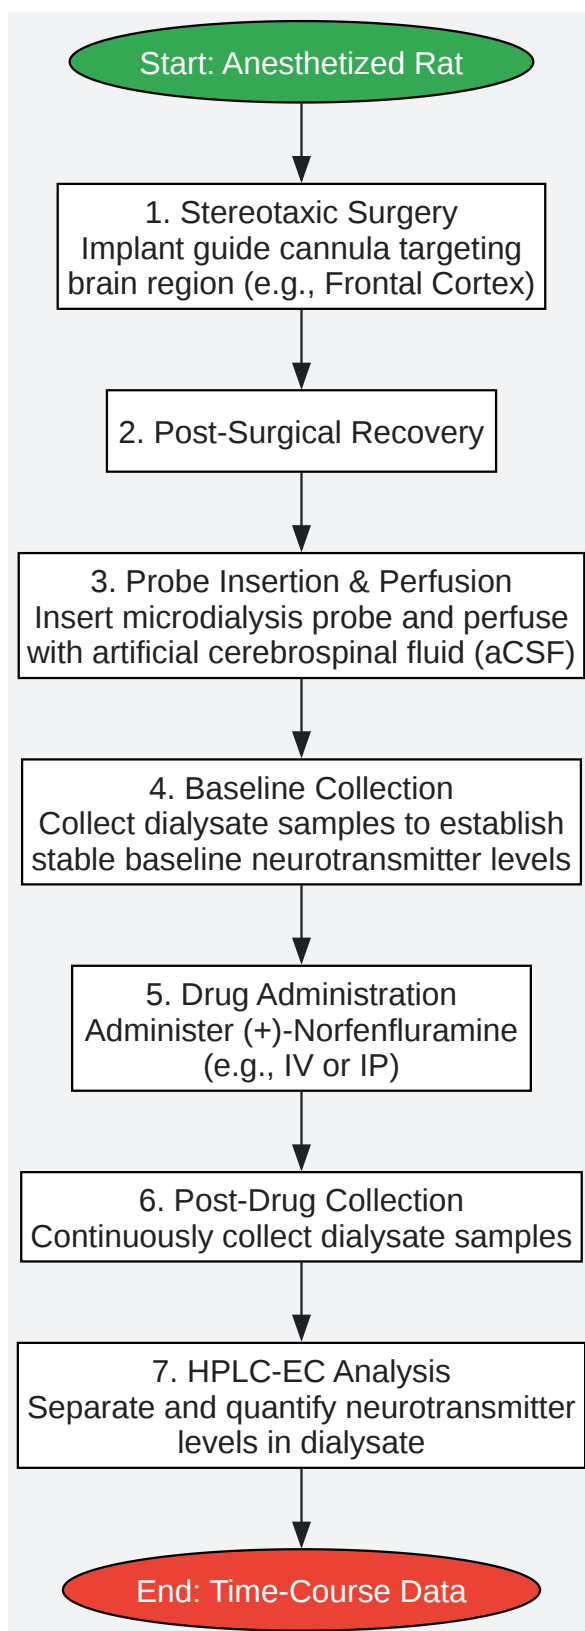 Start: Anesthetized Rat
1. Stereotaxic Surgery
Implant guide cannula targeting
brain region (e.g., Frontal Cortex)
2. Post-Surgical Recovery
3. Probe Insertion & Perfusion
Insert microdialysis probe and perfuse
with artificial cerebrospinal fluid (aCSF)
4. Baseline Collection
Collect dialysate samples to establish
stable baseline neurotransmitter levels
5. Drug Administration
Administer (+)-Norfenfluramine
(e.g., IV or IP)
6. Post-Drug Collection
Continuously collect dialysate samples
7. HPLC-EC Analysis
Separate and quantify neurotransmitter
levels in dialysate
End: Time-Course Data